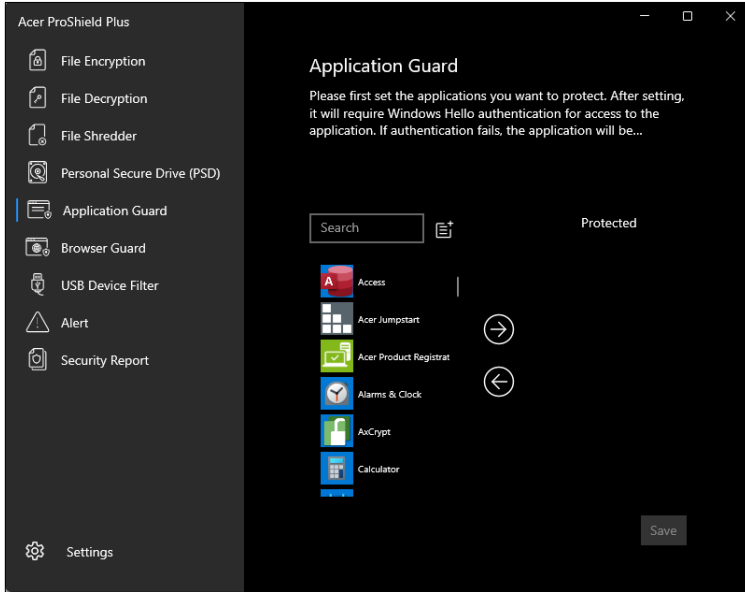 Acer ProShield Plus
File Encryption
File Decryption
File Shredder
Personal Secure Drive (PSD)
Application Guard
Browser Guard
USB Device Filter
Alert
Security Report
Settings
Application Guard
Please first set the applications you want to protect. After setting,
it will require Windows Hello authentication for access to the
application. If authentication fails, the application will be...
Search
Protected
A
Access
Acer Jumpstart
Acer Product Registrat
Alarms & Clock
AxCrypt
Calculator
Save